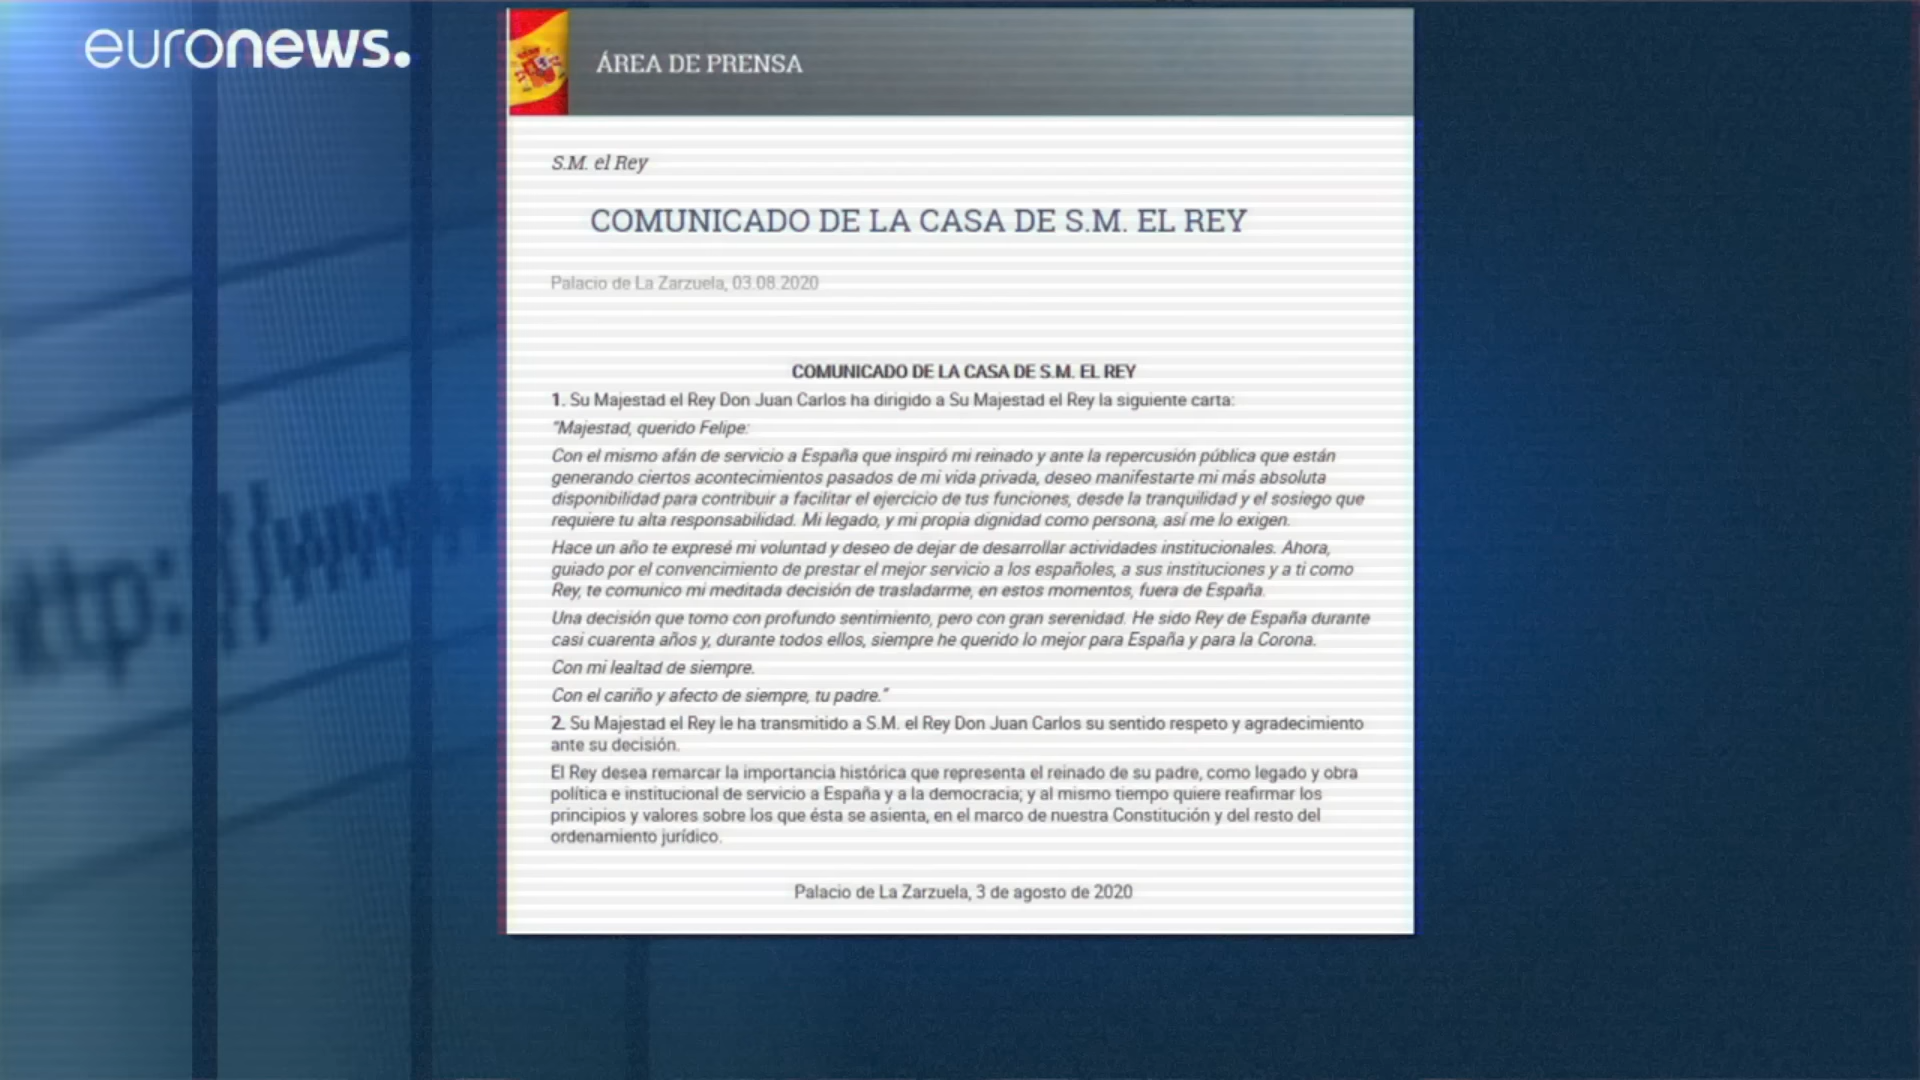 euronews.
ÁREA DE PRENSA
S.M. el Rey
COMUNICADO DE LA CASA DE S.M. EL REY
Palacio de La Zarzuela, 03.08.2020
COMUNICADO DE LA CASA DE S.M. EL REY
1. Su Majestad el Rey Don Juan Carlos ha dirigido a Su Majestad el Rey la siguiente carta:
"Majestad, querido Felipe:
Con el mismo afán de servicio a España que inspiró mi reinado y ante la repercusión pública que están
generando ciertos acontecimientos pasados de mi vida privada, deseo manifestarte mi más absoluta
disponibilidad para contribuir a facilitar el ejercicio de tus funciones, desde la tranquilidad y el sosiego que
requiere tu alta responsabilidad. Mi legado, y mi propia dignidad como persona, así me lo exigen.
Hace un año te expresé mi voluntad y deseo de dejar de desarrollar actividades institucionales. Ahora,
guiado por el convencimiento de prestar el mejor servicio a los españoles, a sus instituciones y a ti como
Rey, te comunico mi meditada decisión de trasladarme, en estos momentos, fuera de España.
Una decisión que tomo con profundo sentimiento, pero con gran serenidad. He sido Rey de España durante
casi cuarenta años y, durante todos ellos, siempre he querido lo mejor para España y para la Corona.
Con mi lealtad de siempre.
Con el cariño y afecto de siempre, tu padre."
2. Su Majestad el Rey le ha transmitido a S.M. el Rey Don Juan Carlos su sentido respeto y agradecimiento
ante su decisión.
El Rey desea remarcar la importancia histórica que representa el reinado de su padre, como legado y obra
política e institucional de servicio a España y a la democracia; y al mismo tiempo quiere reafirmar los
principios y valores sobre los que ésta se asienta, en el marco de nuestra Constitución y del resto del
ordenamiento jurídico.
Palacio de La Zarzuela, 3 de agosto de 2020